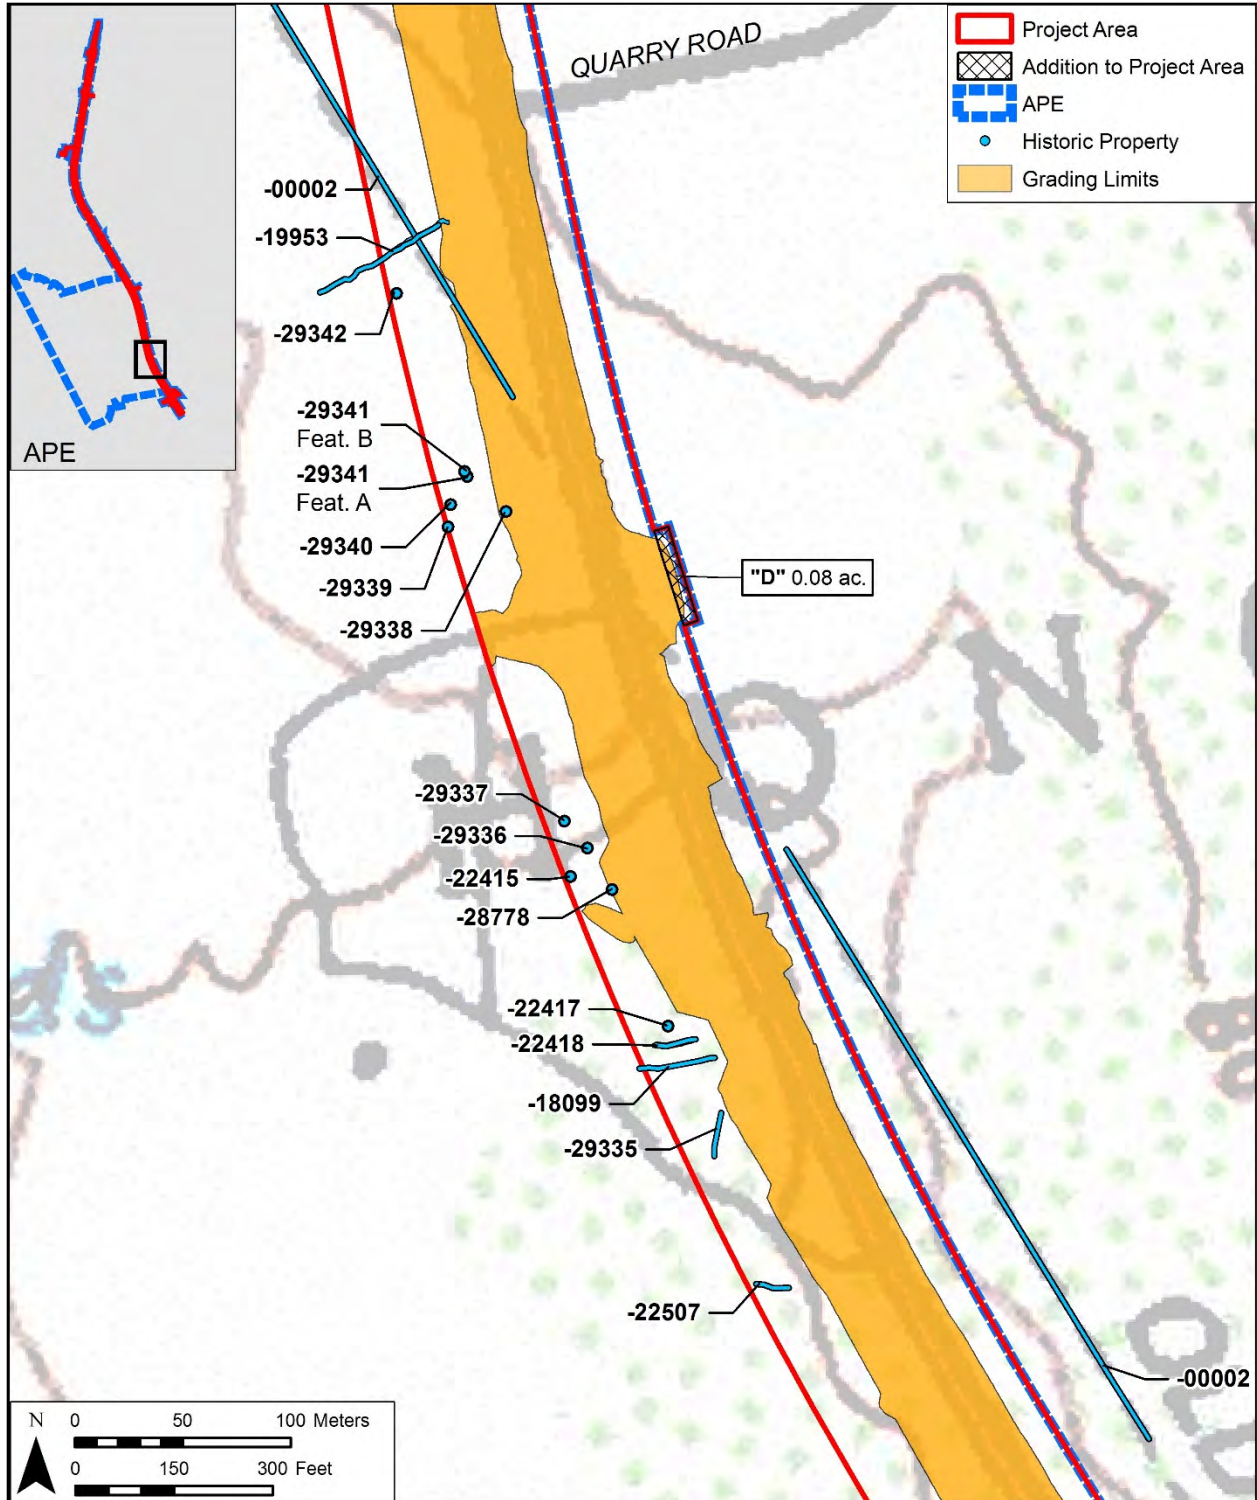 QUARRY ROAD
Project Area
Addition to Project Area
APE
Historic Property
Grading Limits
APE
-00002
-19953
-29342
-29341
Feat. B
-29341
Feat. A
-29340
-29339
-29338
"D" 0.08 ac.
-29337
-29336
-22415
-28778
-22417
-22418
-18099
-29335
-22507
-00002
N 0 50 100 Meters
0 150 300 Feet